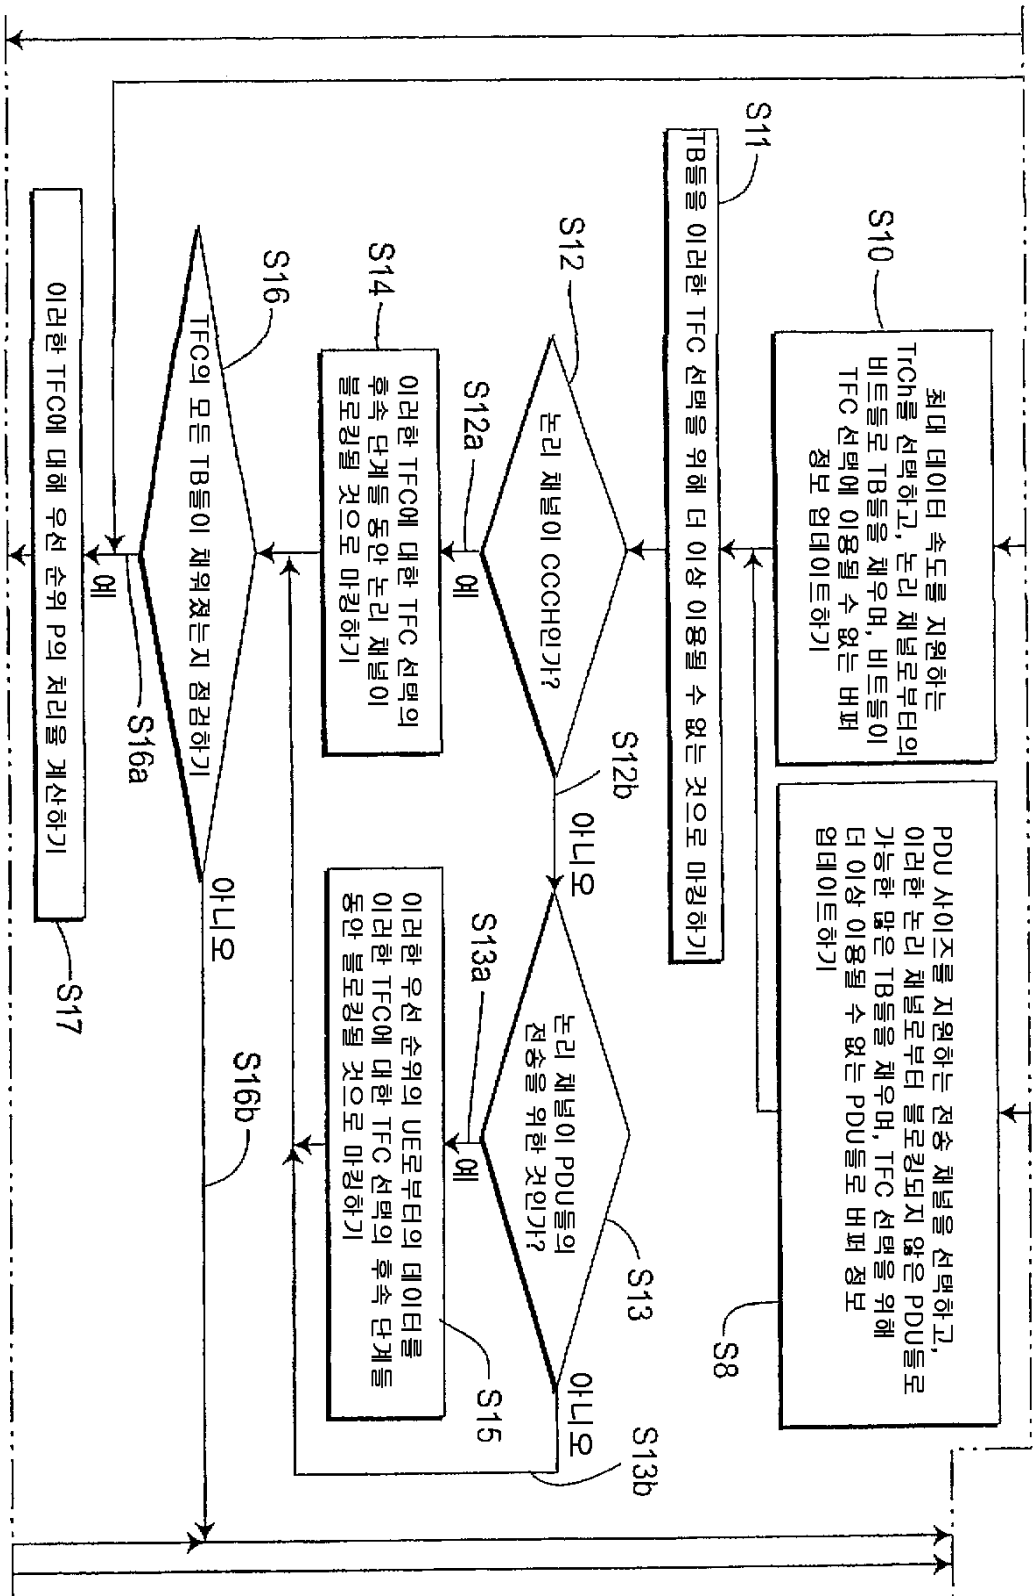 S10
최대 데이터 속도를 지원하는
TrCh를 선택하고, 논리 채널로부터의
비트들로 TB들을 채우며, 비트들이
TFC 선택에 이용될 수 없는 버퍼
정보 업데이트하기
PDU 사이즈를 지원하는 전송 채널을 선택하고,
이러한 논리 채널로부터 블로킹되지 않은 PDU들로
가능한 많은 TB들을 채우며, TFC 선택을 위해
더 이상 이용될 수 없는 PDU들로 버퍼 정보
업데이트하기
S8
S11
TB들을 이러한 TFC 선택을 위해 더 이상 이용될 수 없는 것으로 마킹하기
S12
논리 채널이 CCCH인가?
S12b
아니오
S12a
예
논리 채널이 PDU들의
전송을 위한 것인가?
S13
아니오
S13b
S13a
예
S14
이러한 TFC에 대한 TFC 선택의
후속 단계들 동안 논리 채널이
블로킹될 것으로 마킹하기
이러한 우선 순위의 UE로부터의 데이터를
이러한 TFC에 대한 TFC 선택의 후속 단계들
동안 블로킹될 것으로 마킹하기
S15
S16
TFC의 모든 TB들이 채워졌는지 점검하기
아니오
S16b
S16a
예
이러한 TFC에 대해 우선 순위 P의 처리율 계산하기
S17